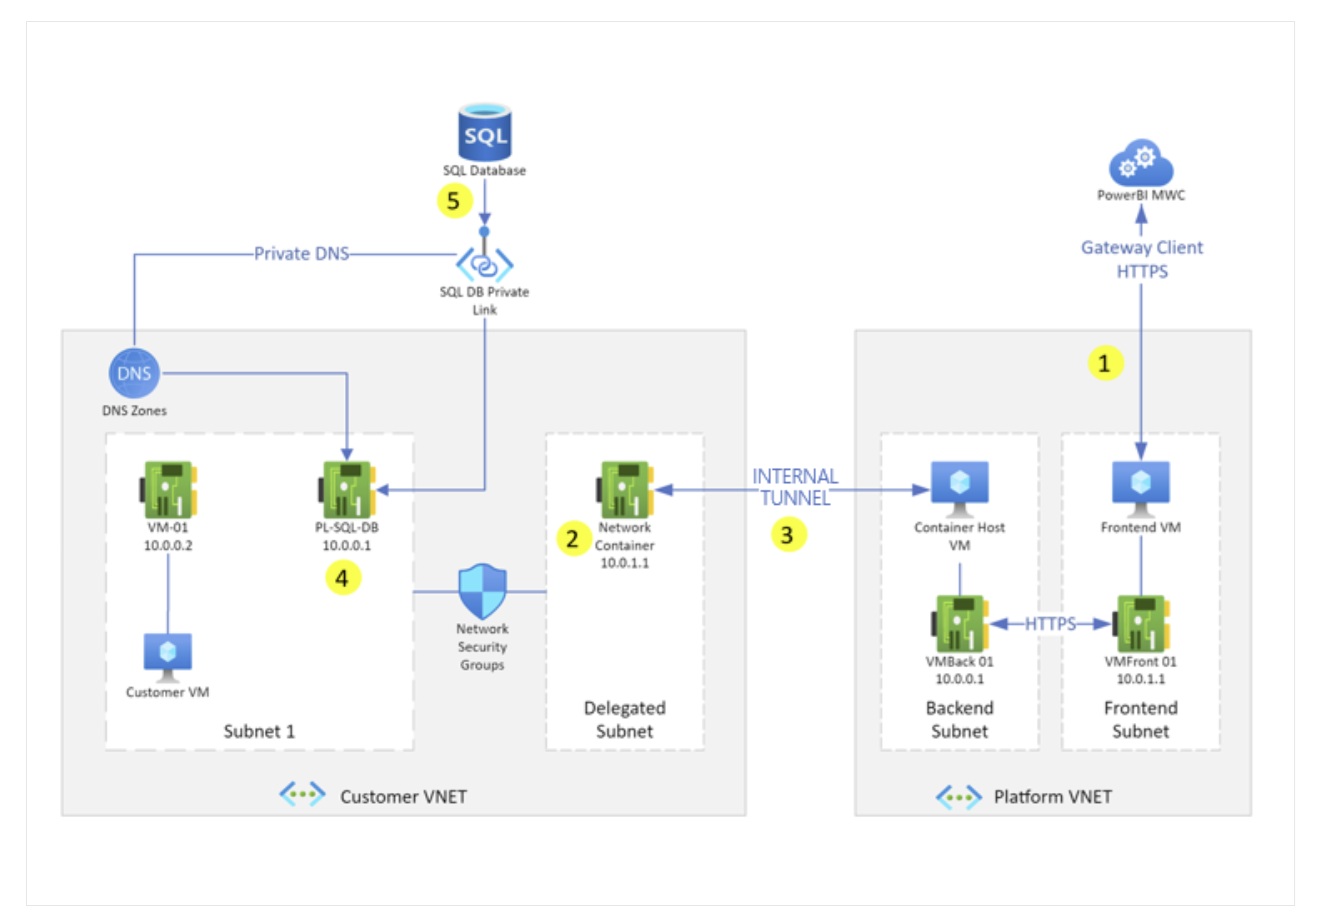 SQL
SQL Database
5
PowerBI MWC
Private DNS
Gateway Client
HTTPS
SQL DB Private
Link
1
DNS
DNS Zones
VM-01
10.0.0.2
PL-SQL-DB
10.0.0.1
4
2
Network
Container
10.0.1.1
INTERNAL
TUNNEL
3
Container Host
VM
Frontend VM
Network
Security
Groups
Customer VM
HTTPS
VMBack 01
10.0.0.1
VMFront 01
10.0.1.1
Subnet 1
Delegated
Subnet
Backend
Subnet
Frontend
Subnet
Customer VNET
Platform VNET